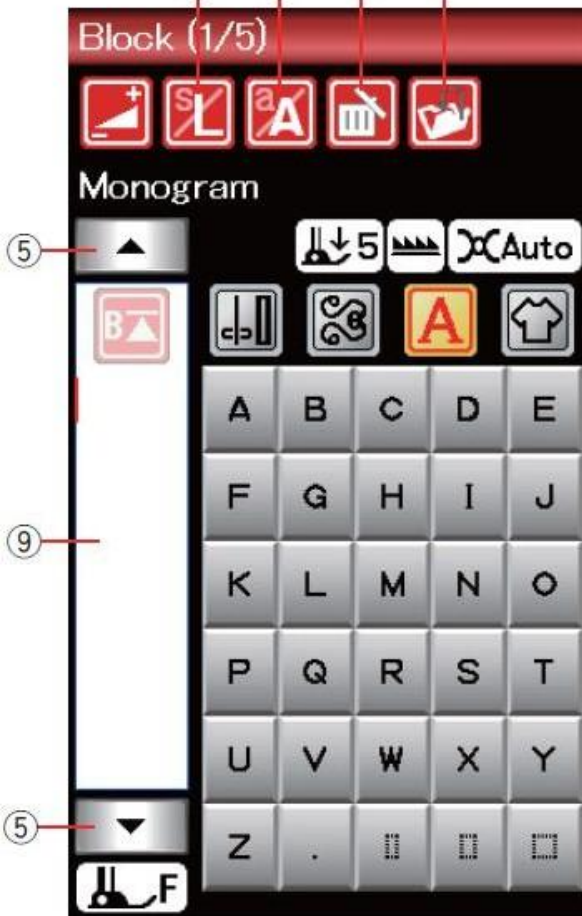 Block (1/5)
S L a A
Monogram
⑤ 5 Auto
B A
A B C D E
F G H I J
⑨
K L M N O
P Q R S T
U V W X Y
⑤
Z .
F